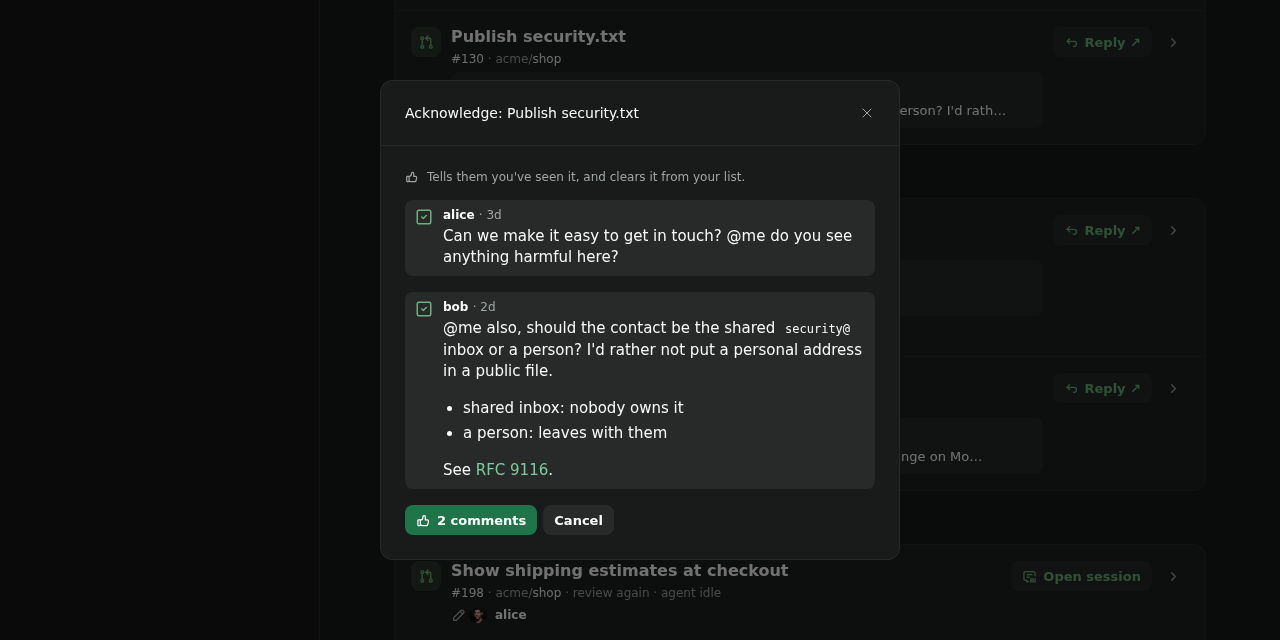 Publish security.txt
#130 · acme/shop
Reply ↗
erson? I'd rath…
Acknowledge: Publish security.txt
Tells them you've seen it, and clears it from your list.
alice · 3d
Can we make it easy to get in touch? @me do you see
anything harmful here?
Reply ↗
bob · 2d
@me also, should the contact be the shared security@
inbox or a person? I'd rather not put a personal address
in a public file.
Reply ↗
• shared inbox: nobody owns it
• a person: leaves with them
nge on Mo…
See RFC 9116.
2 comments
Cancel
Show shipping estimates at checkout
Open session
#198 · acme/shop · review again · agent idle
alice